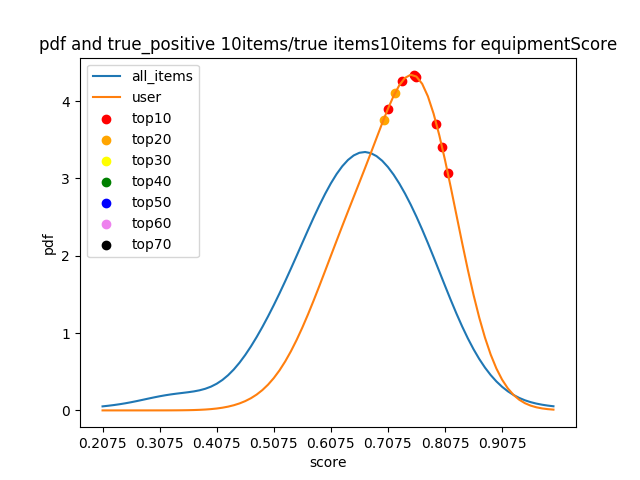 pdf and true_positive 10items/true items10items for equipmentScore
all_items
user
top10
top20
top30
top40
top50
top60
top70
pdf
4
3
2
1
0
0.2075 0.3075 0.4075 0.5075 0.6075 0.7075 0.8075 0.9075
score